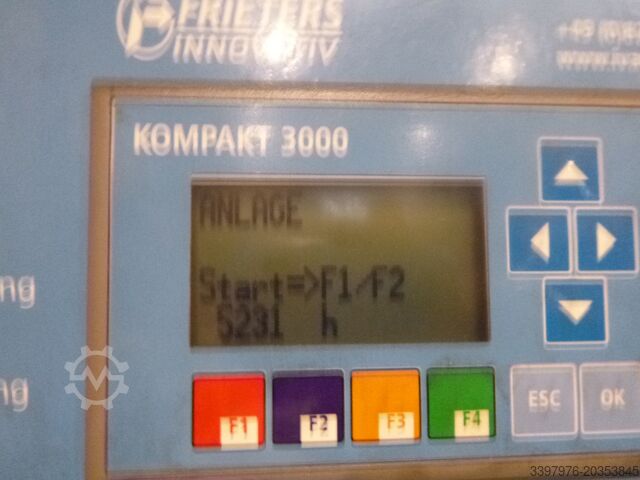 FRIETERS
INNOVATIV
KOMPAKT 3000
ANLAGE
Start=>F1/F2
5231 h
ng
ng
F1
F2
F3
F4
ESC
OK
3397976-20353845